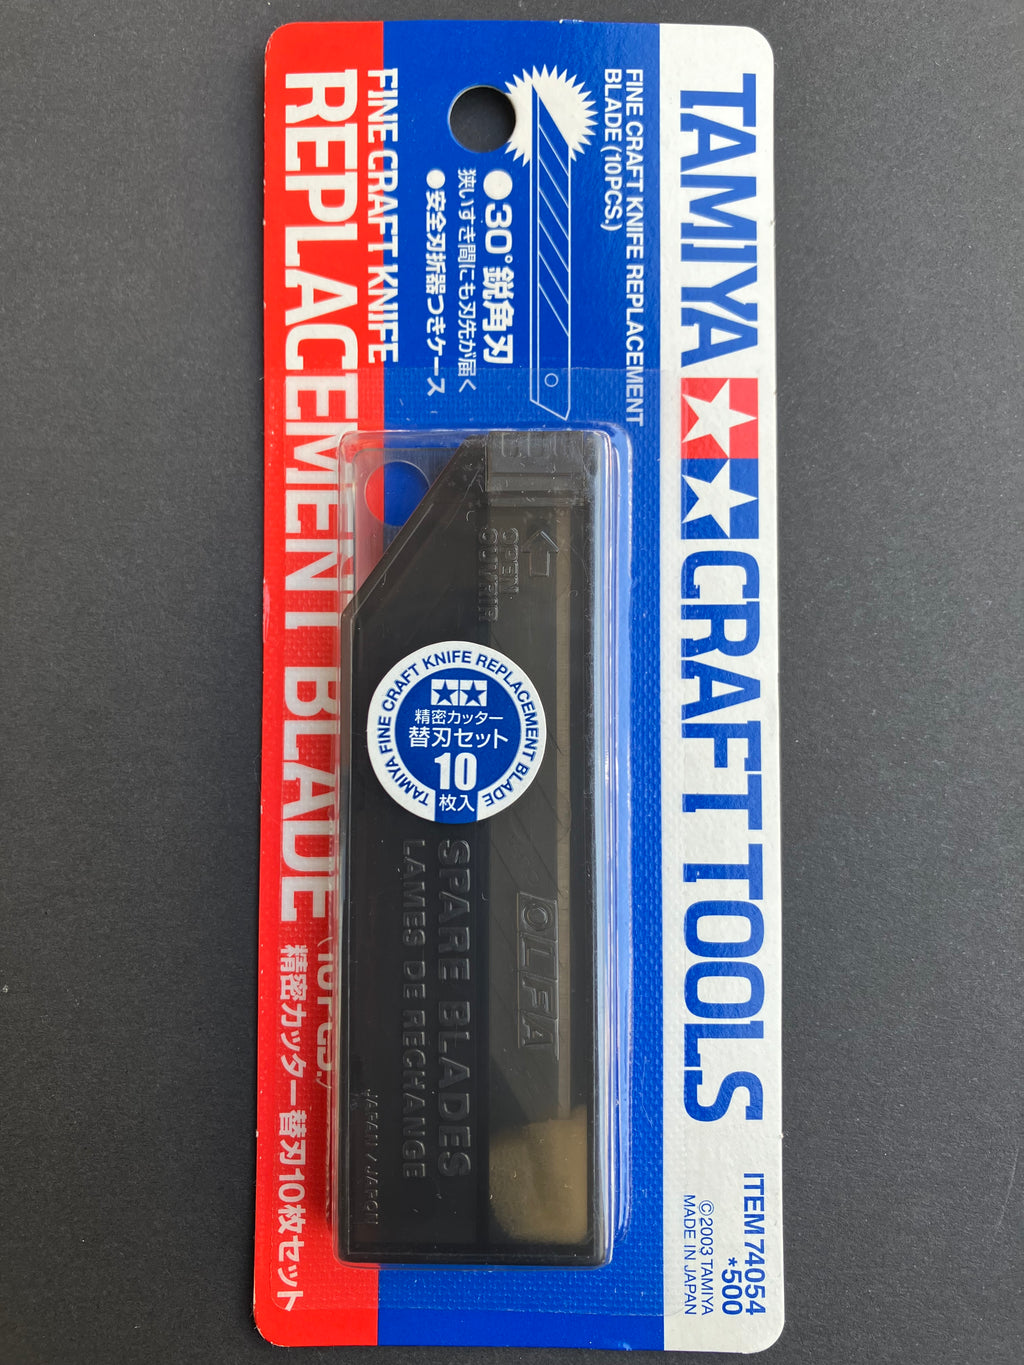 TAMIYA CRAFT TOOLS
ITEM 74054
*500
©2003 TAMIYA
MADE IN JAPAN
FINE CRAFT KNIFE REPLACEMENT
BLADE (10PCS.)
●30°鋭角刃
狭いすき間にも刃先が届く
●安全刃折器つきケース
FINE CRAFT KNIFE
REPLACEMENT BLADE (10PCS.)
精密カッター替刃10枚セット
OPEN
OUVRIR
TAMIYA FINE CRAFT KNIFE REPLACEMENT BLADE
精密カッター
替刃セット
10
枚入
OLFA
SPARE BLADES
LAMES DE RECHANGE
JAPAN / JAPON